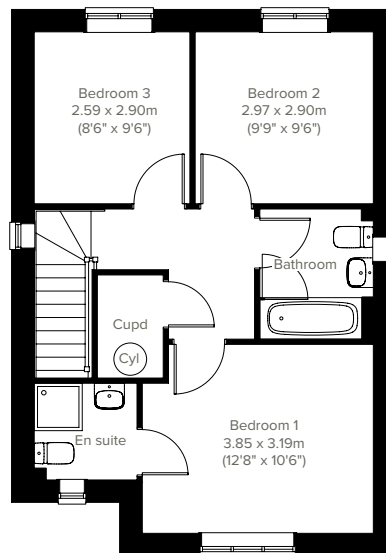 Bedroom 3
2.59 x 2.90m
(8'6" x 9'6")
Bedroom 2
2.97 x 2.90m
(9'9" x 9'6")
Bathroom
Cupd
Cyl
En suite
Bedroom 1
3.85 x 3.19m
(12'8" x 10'6")